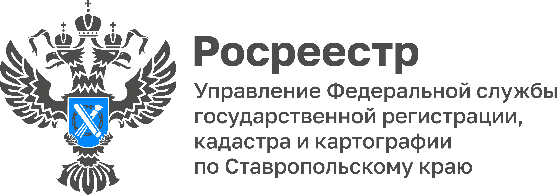 Росреестр
Управление Федеральной службы
государственной регистрации,
кадастра и картографии
по Ставропольскому краю